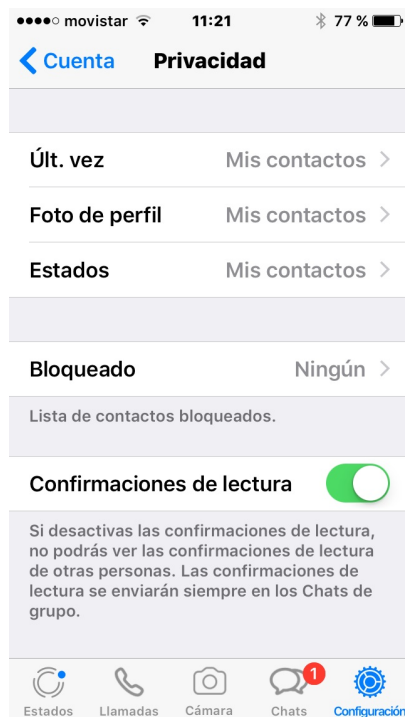 movistar 11:21 77 %
Cuenta Privacidad
Últ. vez Mis contactos
Foto de perfil Mis contactos
Estados Mis contactos
Bloqueado Ningún
Lista de contactos bloqueados.
Confirmaciones de lectura
Si desactivas las confirmaciones de lectura,
no podrás ver las confirmaciones de lectura
de otras personas. Las confirmaciones de
lectura se enviarán siempre en los Chats de
grupo.
1
Estados Llamadas Cámara Chats Configuración